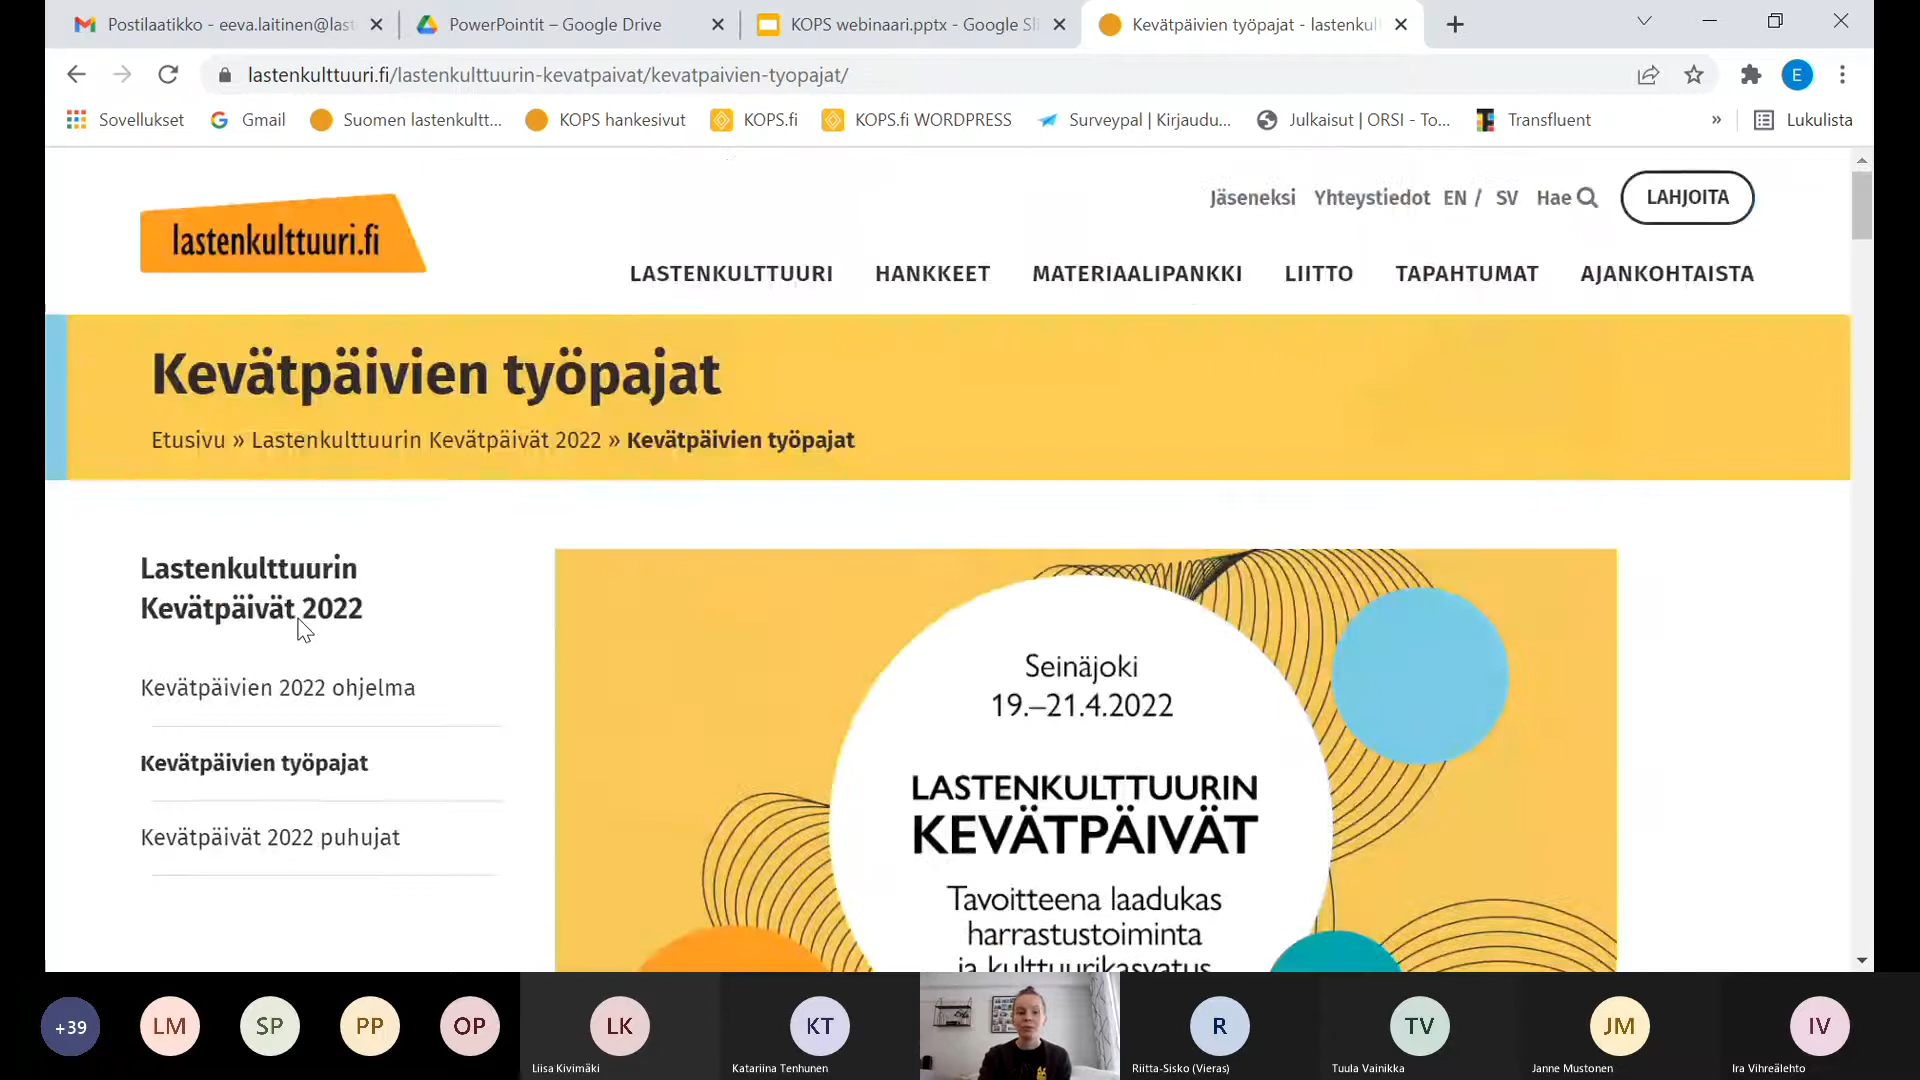 Postilaatikko - eeva.laitinen@last
PowerPointit – Google Drive
KOPS webinaari.pptx - Google Sli
Kevätpäivien työpajat - lastenkul
lastenkulttuuri.fi/lastenkulttuurin-kevatpaivat/kevatpaivien-tyopajat/
E
Sovellukset
Gmail
Suomen lastenkultt...
KOPS hankesivut
KOPS.fi
KOPS.fi WORDPRESS
Surveypal | Kirjaudu...
Julkaisut | ORSI - To...
Transfluent
»
Lukulista
lastenkulttuuri.fi
Jäseneksi Yhteystiedot EN / SV Hae
LAHJOITA
LASTENKULTTUURI HANKKEET MATERIAALIPANKKI LIITTO TAPAHTUMAT AJANKOHTAISTA
Kevätpäivien työpajat
Etusivu » Lastenkulttuurin Kevätpäivät 2022 » Kevätpäivien työpajat
Lastenkulttuurin
Kevätpäivät 2022
Kevätpäivien 2022 ohjelma
Kevätpäivien työpajat
Kevätpäivät 2022 puhujat
Seinäjoki
19.–21.4.2022
LASTENKULTTUURIN
KEVÄTPÄIVÄT
Tavoitteena laadukas
harrastustoiminta
ja kulttuurikasvatus
+39
LM
SP
PP
OP
LK
Liisa Kivimäki
KT
Katariina Tenhunen
R
Riitta-Sisko (Vieras)
TV
Tuula Vainikka
JM
Janne Mustonen
IV
Ira Vihreälehto